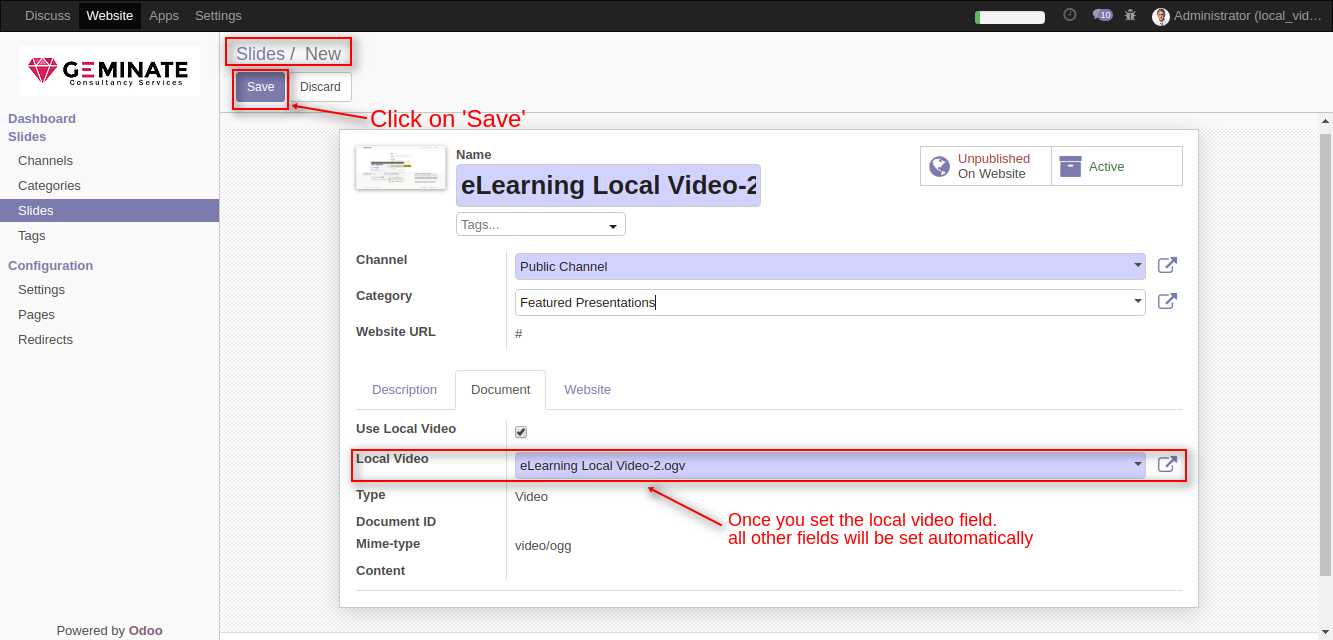 Discuss Website Apps Settings 10 Administrator (local_vid...
GEMINATE
Consultancy Services
Dashboard
Slides
Channels
Categories
Slides
Tags
Configuration
Settings
Pages
Redirects
Powered by Odoo
Slides / New
Save Discard
Click on 'Save'
Name
eLearning Local Video-2
Tags...
Unpublished
On Website
Active
Channel Public Channel
Category Featured Presentations
Website URL #
Description Document Website
Use Local Video
Local Video eLearning Local Video-2.ogv
Type Video
Document ID
Mime-type video/ogg
Content
Once you set the local video field.
all other fields will be set automatically